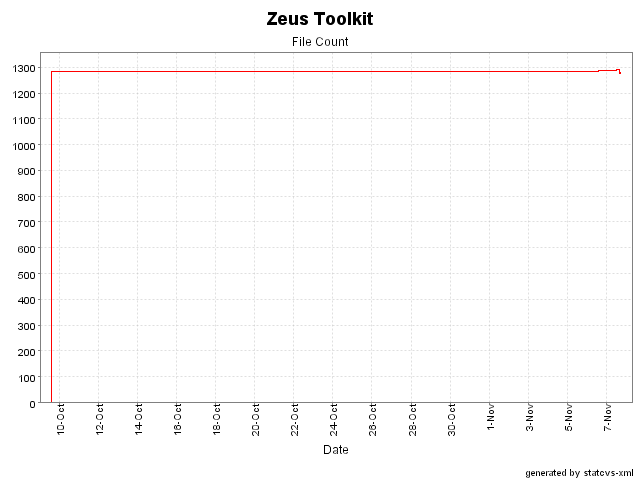 Zeus Toolkit
File Count
1300
1200
1100
1000
900
800
700
600
500
400
300
200
100
0
10-Oct
12-Oct
14-Oct
16-Oct
18-Oct
20-Oct
22-Oct
24-Oct
26-Oct
28-Oct
30-Oct
1-Nov
3-Nov
5-Nov
7-Nov
Date
generated by statcvs-xml